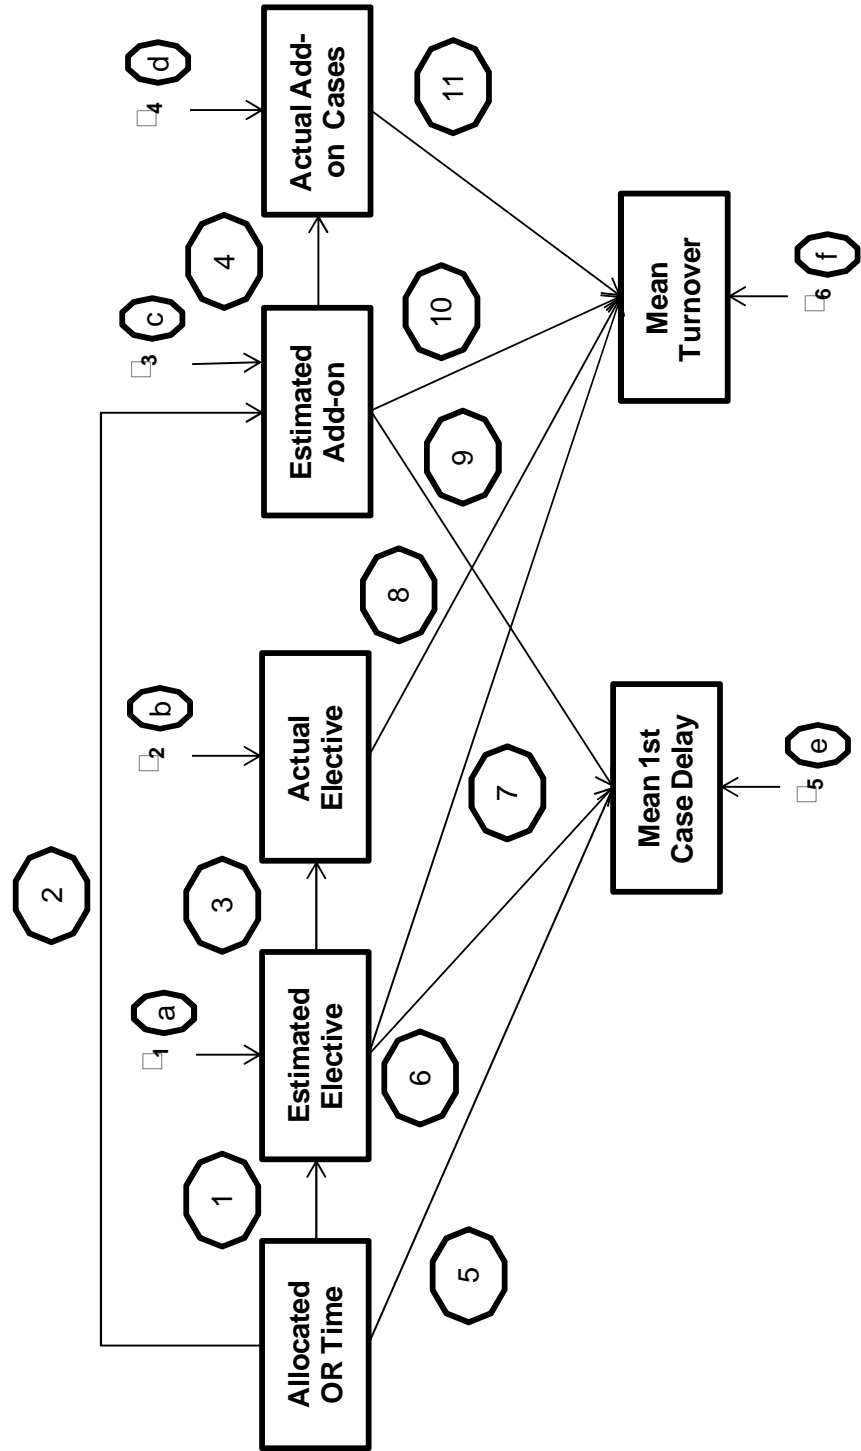 2
□1
a
□2
b
□3
c
□4
d
1
3
4
Allocated
OR Time
Estimated
Elective
Actual
Elective
Estimated
Add-on
Actual Add-
on Cases
5
6
7
8
9
10
11
Mean 1st
Case Delay
Mean
Turnover
□5
e
□6
f